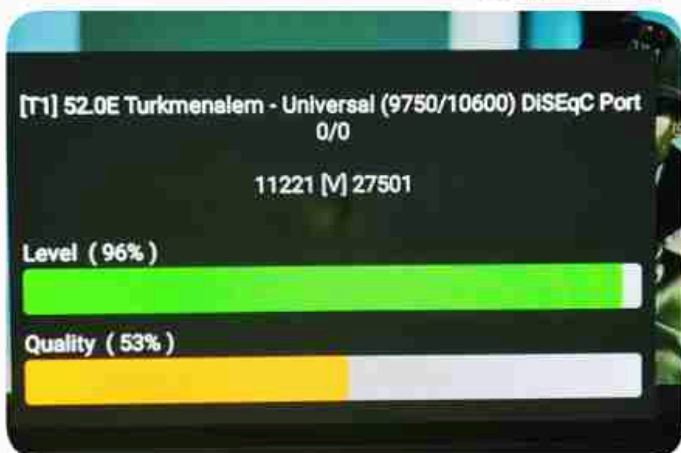 [T1] 52.0E Turkmenalem - Universal (9750/10600) DiSEqC Port
0/0
11221 [V] 27501
Level ( 96% )
Quality ( 53% )